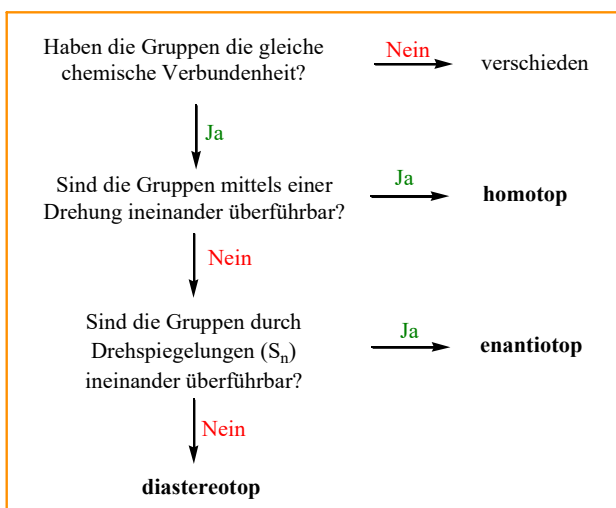 Haben die Gruppen die gleiche
chemische Verbundenheit?
Nein
verschieden
Ja
Sind die Gruppen mittels einer
Drehung ineinander überführbar?
Ja
homotop
Nein
Sind die Gruppen durch
Drehspiegelungen (Sn)
ineinander überführbar?
Ja
enantiotop
Nein
diastereotop